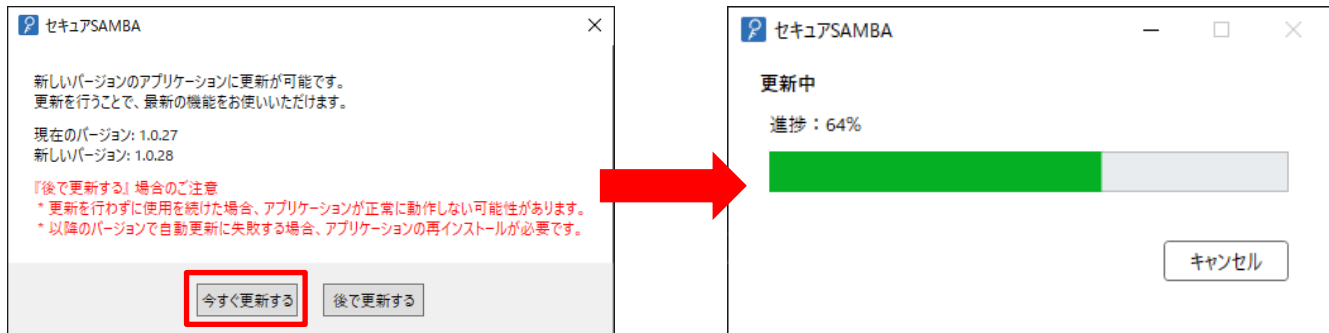 セキュアSAMBA
新しいバージョンのアプリケーションに更新が可能です。
更新を行うことで、最新の機能をお使いいただけます。
現在のバージョン: 1.0.27
新しいバージョン: 1.0.28
『後で更新する』場合のご注意
* 更新を行わずに使用を続けた場合、アプリケーションが正常に動作しない可能性があります。
* 以降のバージョンで自動更新に失敗する場合、アプリケーションの再インストールが必要です。
今すぐ更新する
後で更新する
セキュアSAMBA
更新中
進捗：64%
キャンセル